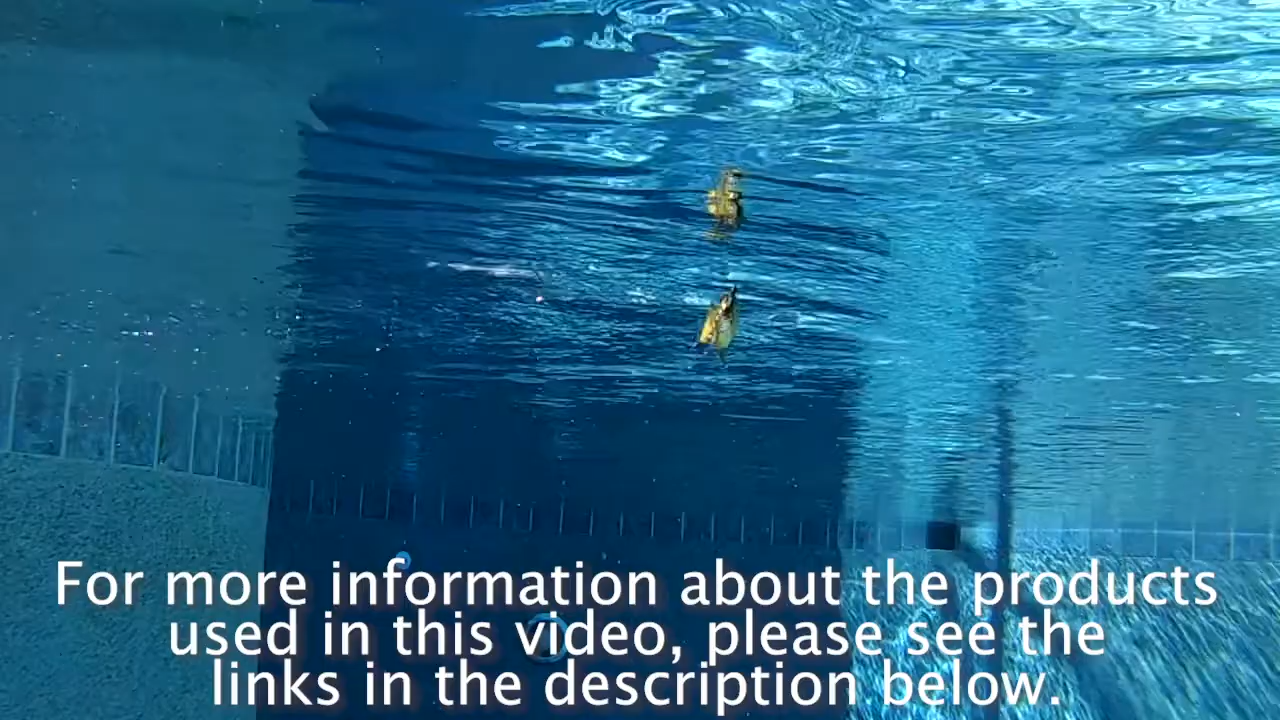 For more information about the products
used in this video, please see the
links in the description below.